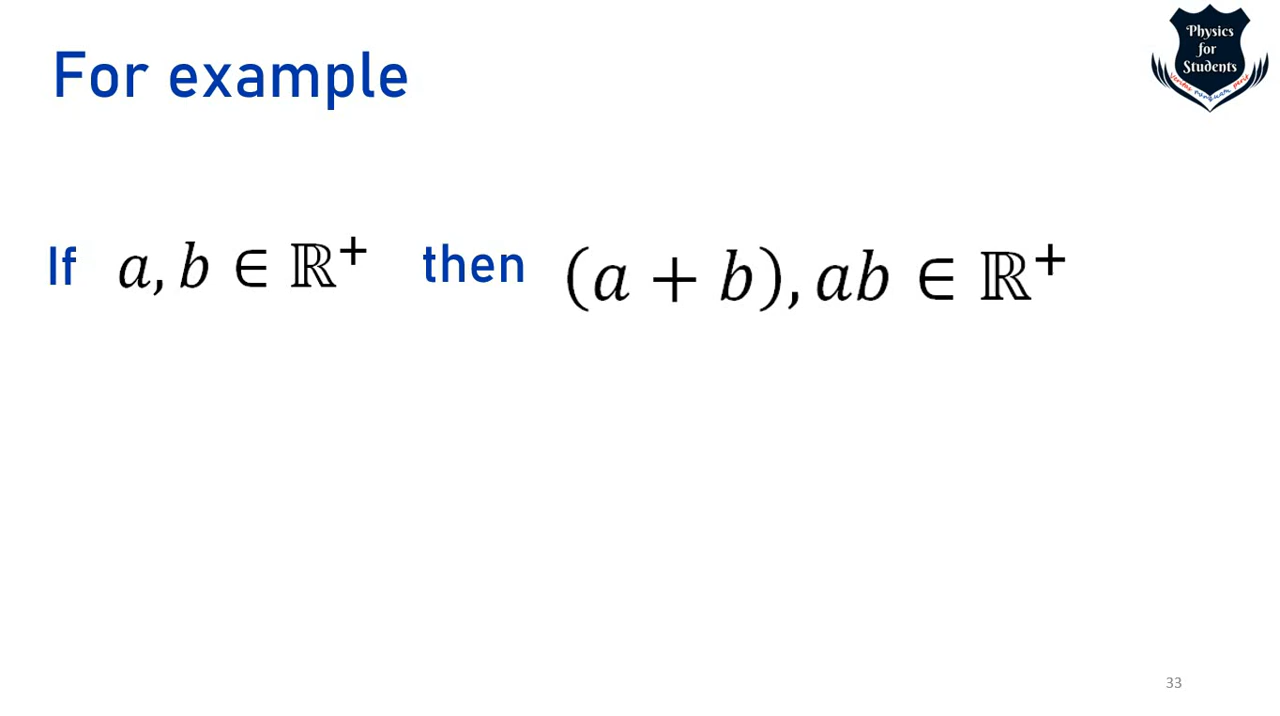 For example
Physics
for
Students
If a, b ∈ ℝ⁺ then (a + b), ab ∈ ℝ⁺
33